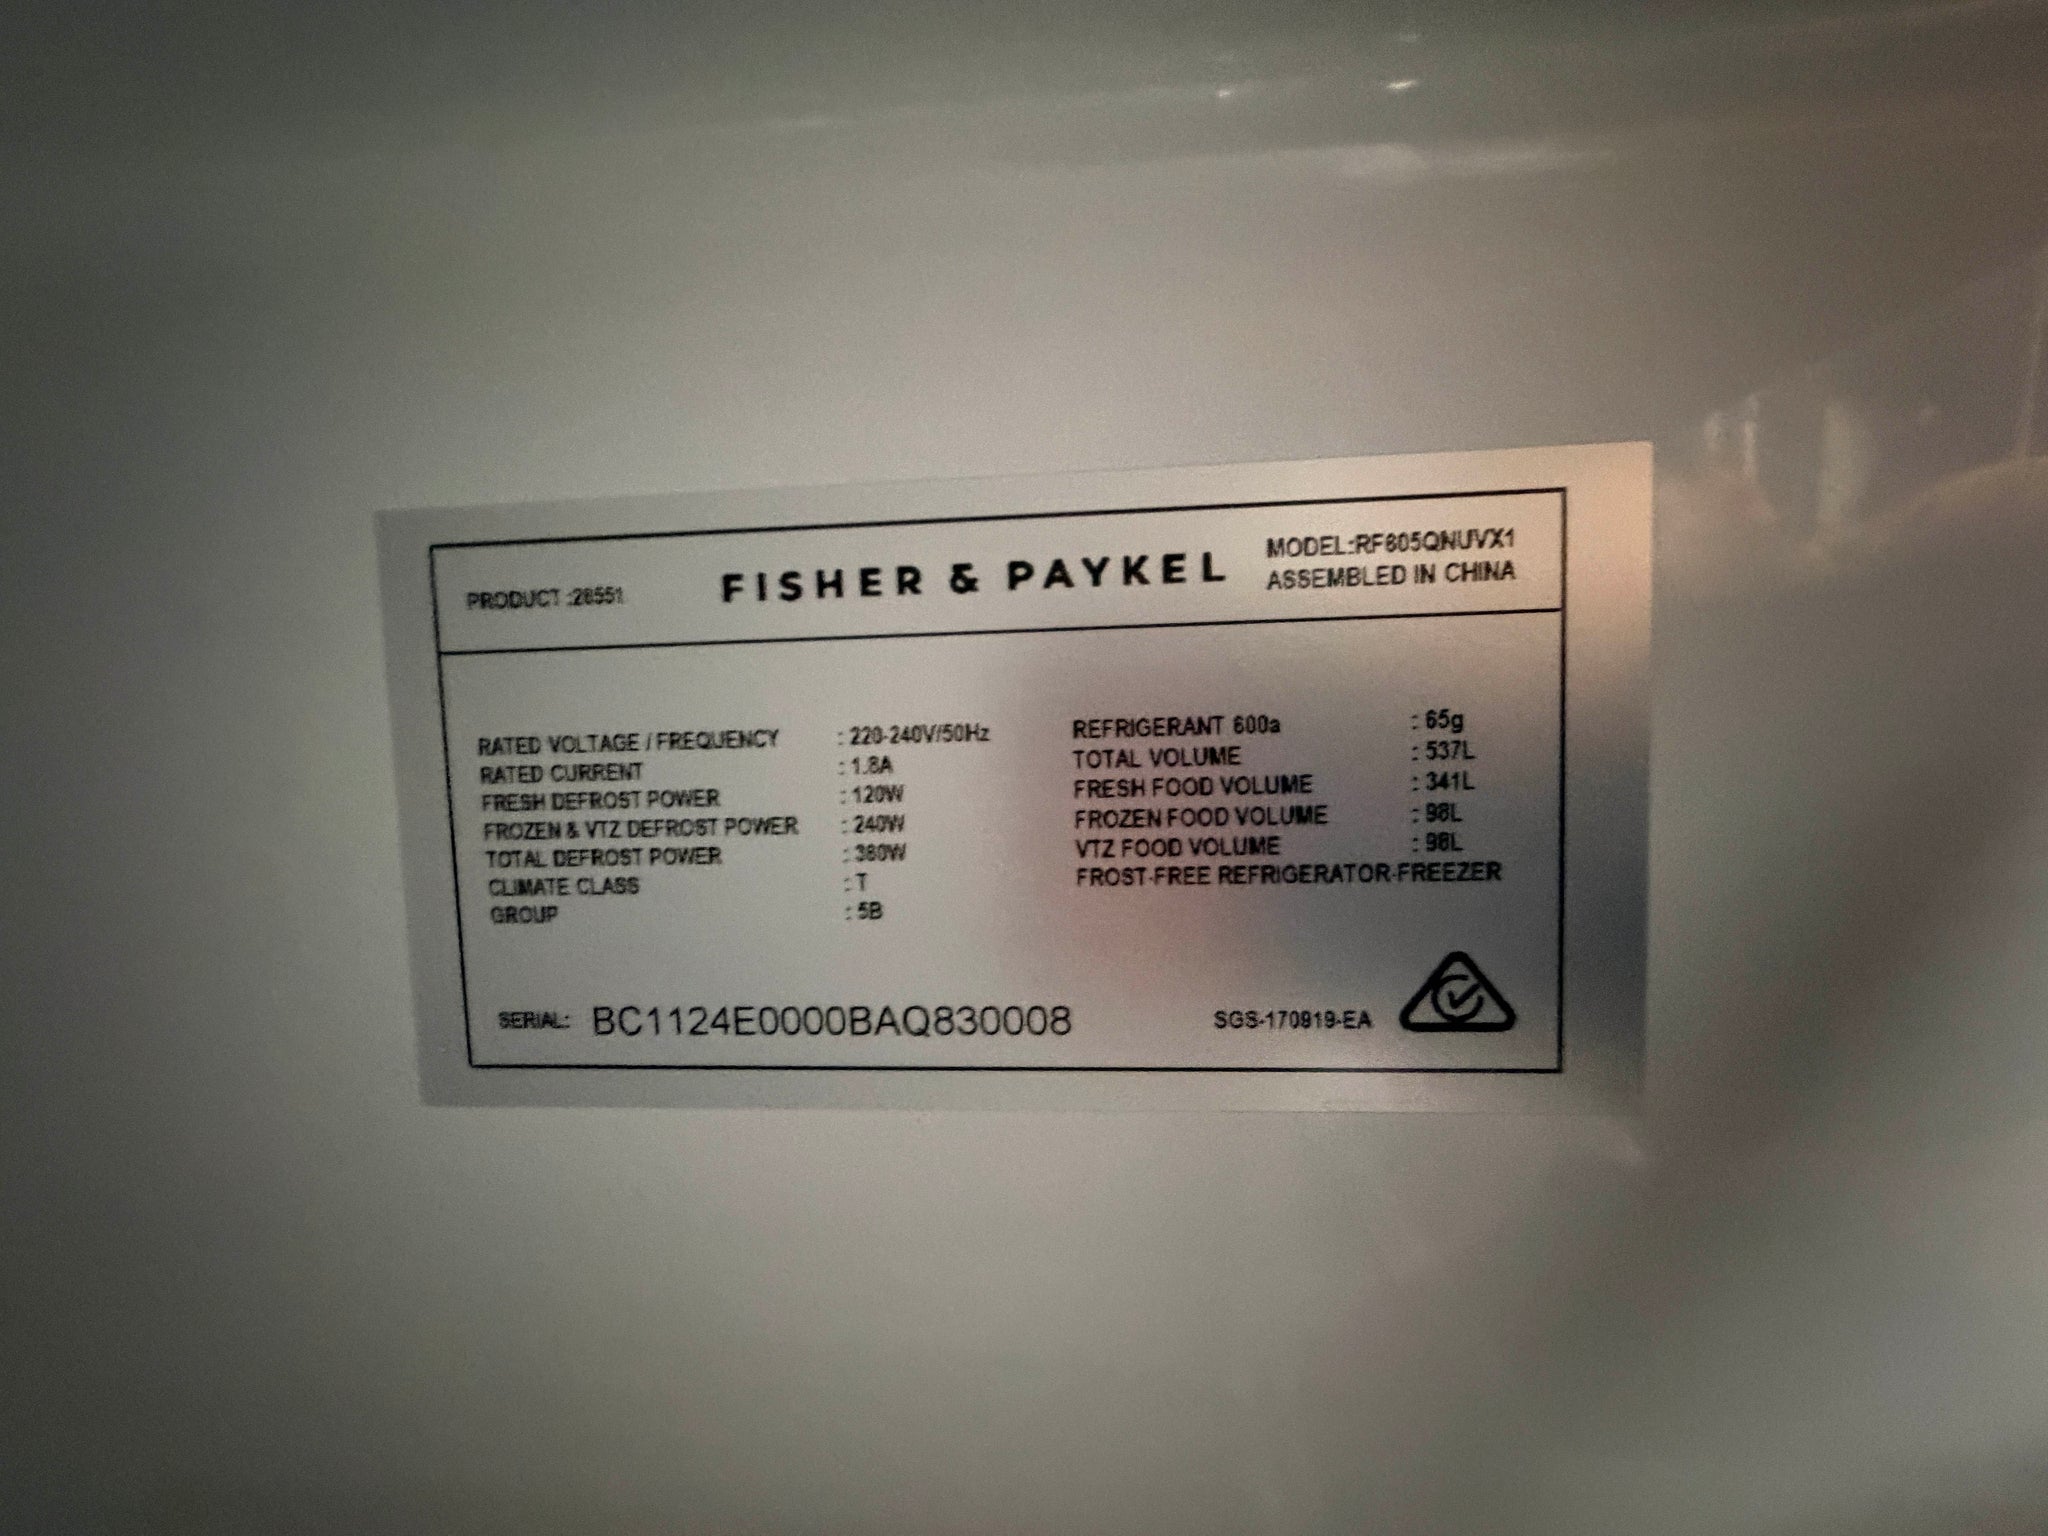 PRODUCT :28551
FISHER & PAYKEL
MODEL:RF605QNUVX1
ASSEMBLED IN CHINA
RATED VOLTAGE / FREQUENCY : 220-240V/50Hz
RATED CURRENT : 1.8A
FRESH DEFROST POWER : 120W
FROZEN & VTZ DEFROST POWER : 240W
TOTAL DEFROST POWER : 360W
CLIMATE CLASS : T
GROUP : 5B
REFRIGERANT 600a : 65g
TOTAL VOLUME : 537L
FRESH FOOD VOLUME : 341L
FROZEN FOOD VOLUME : 98L
VTZ FOOD VOLUME : 98L
FROST-FREE REFRIGERATOR-FREEZER
SERIAL: BC1124E0000BAQ830008
SGS-170919-EA